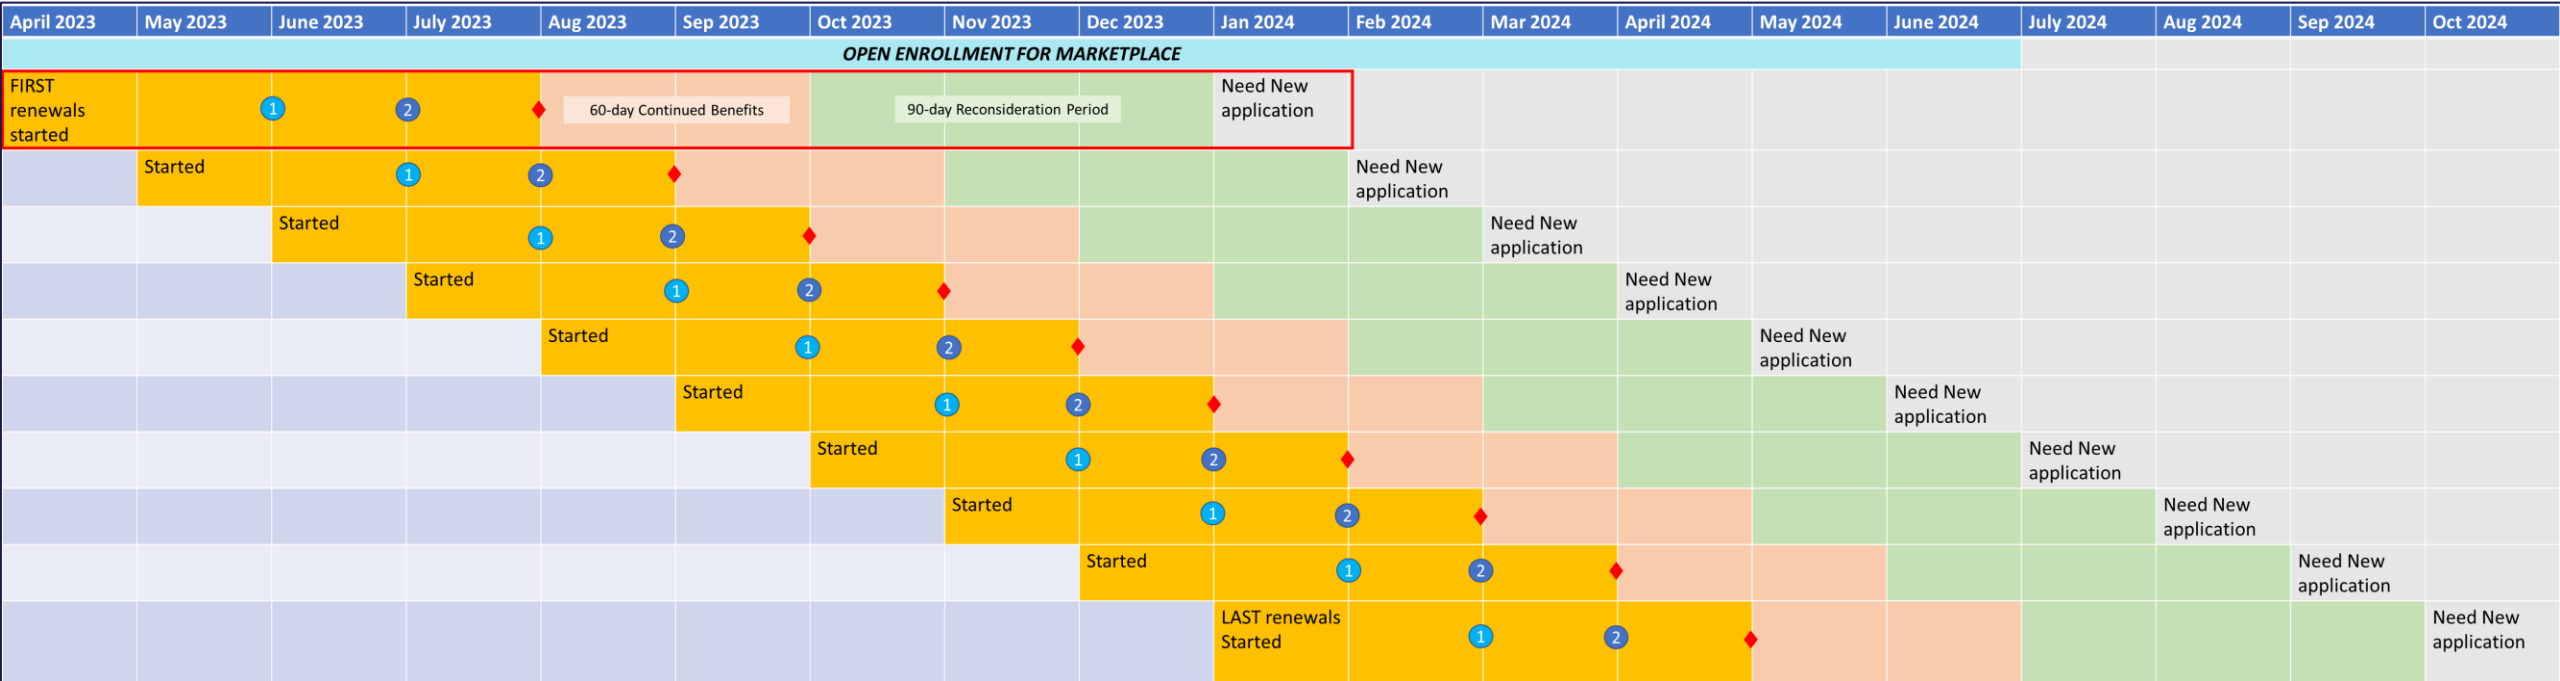 April 2023 May 2023 June 2023 July 2023 Aug 2023 Sep 2023 Oct 2023 Nov 2023 Dec 2023 Jan 2024 Feb 2024 Mar 2024 April 2024 May 2024 June 2024 July 2024 Aug 2024 Sep 2024 Oct 2024
OPEN ENROLLMENT FOR MARKETPLACE
FIRST
renewals
started
1
2
60-day Continued Benefits
90-day Reconsideration Period
Need New
application
Started
1
2
Need New
application
Started
1
2
Need New
application
Started
1
2
Need New
application
Started
1
2
Need New
application
Started
1
2
Need New
application
Started
1
2
Need New
application
Started
1
2
Need New
application
Started
1
2
Need New
application
LAST renewals
Started
1
2
Need New
application